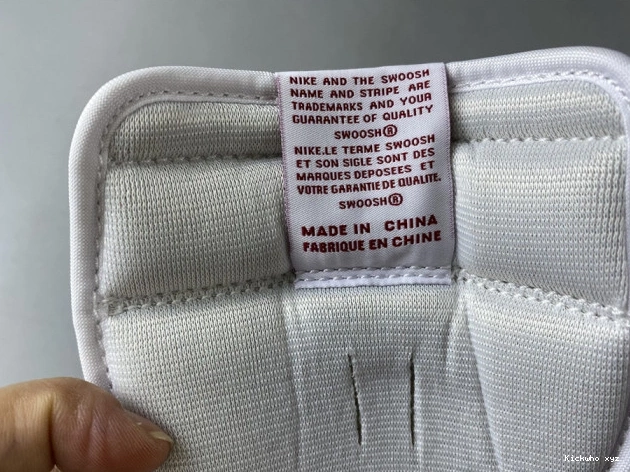 NIKE AND THE SWOOSH
NAME AND STRIPE ARE
TRADEMARKS AND YOUR
GUARANTEE OF QUALITY
SWOOSH®
NIKE.LE TERME SWOOSH
ET SON SIGLE SONT DES
MARQUES DEPOSEES ET
VOTRE GARANTIE DE QUALITE.
SWOOSH®
MADE IN CHINA
FABRIQUE EN CHINE
Kickwho xyz